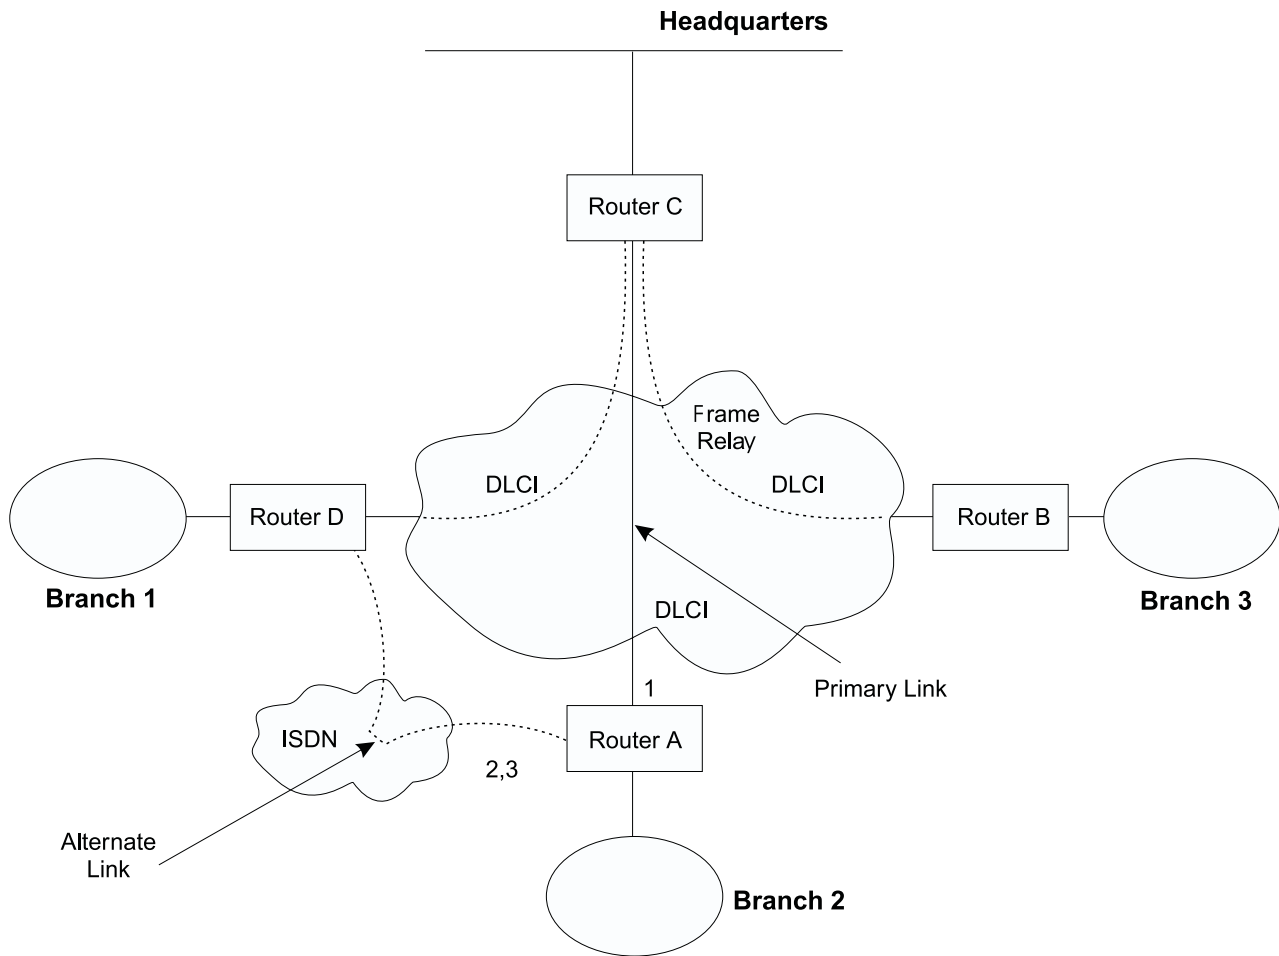 Headquarters
Router C
Frame
Relay
DLCI
DLCI
Router D
Router B
Branch 1
Branch 3
DLCI
Primary Link
1
ISDN
Router A
2,3
Alternate
Link
Branch 2